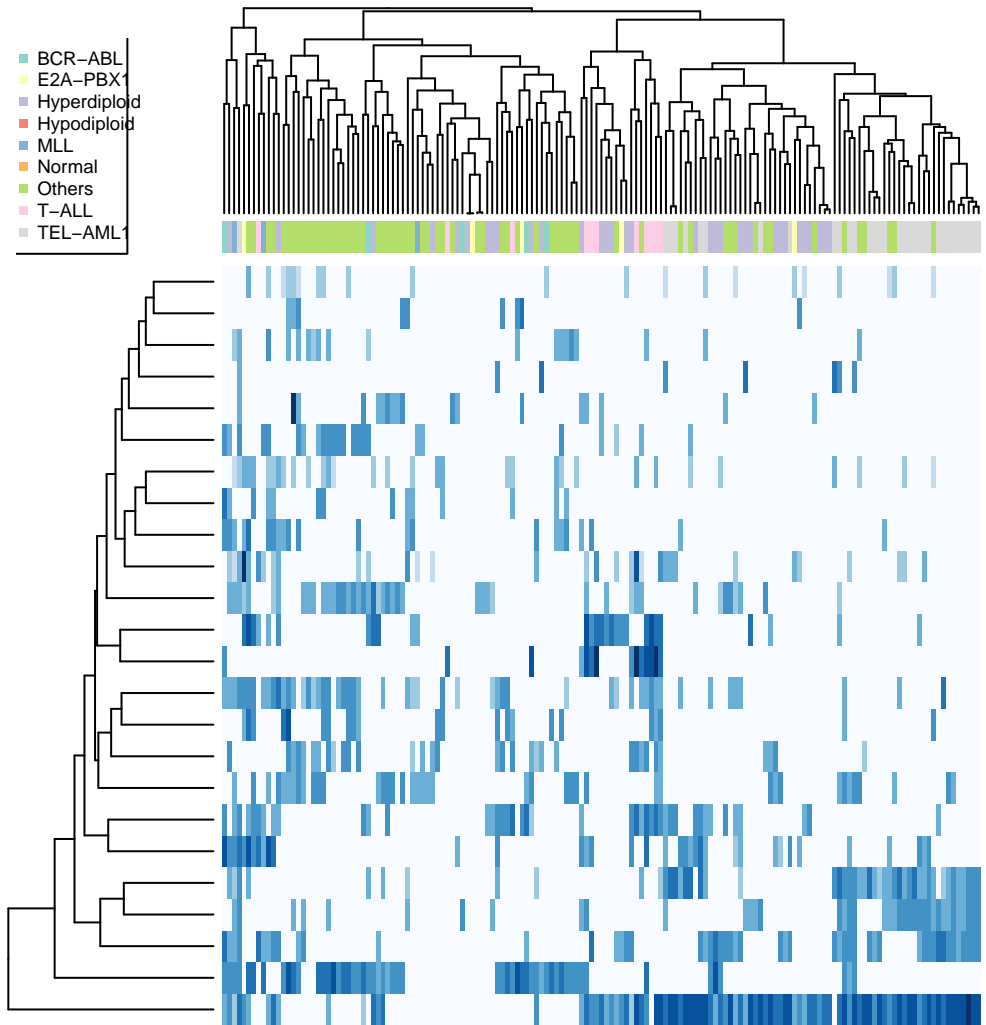 BCR−ABL
E2A−PBX1
Hyperdiploid
Hypodiploid
MLL
Normal
Others
T−ALL
TEL−AML1